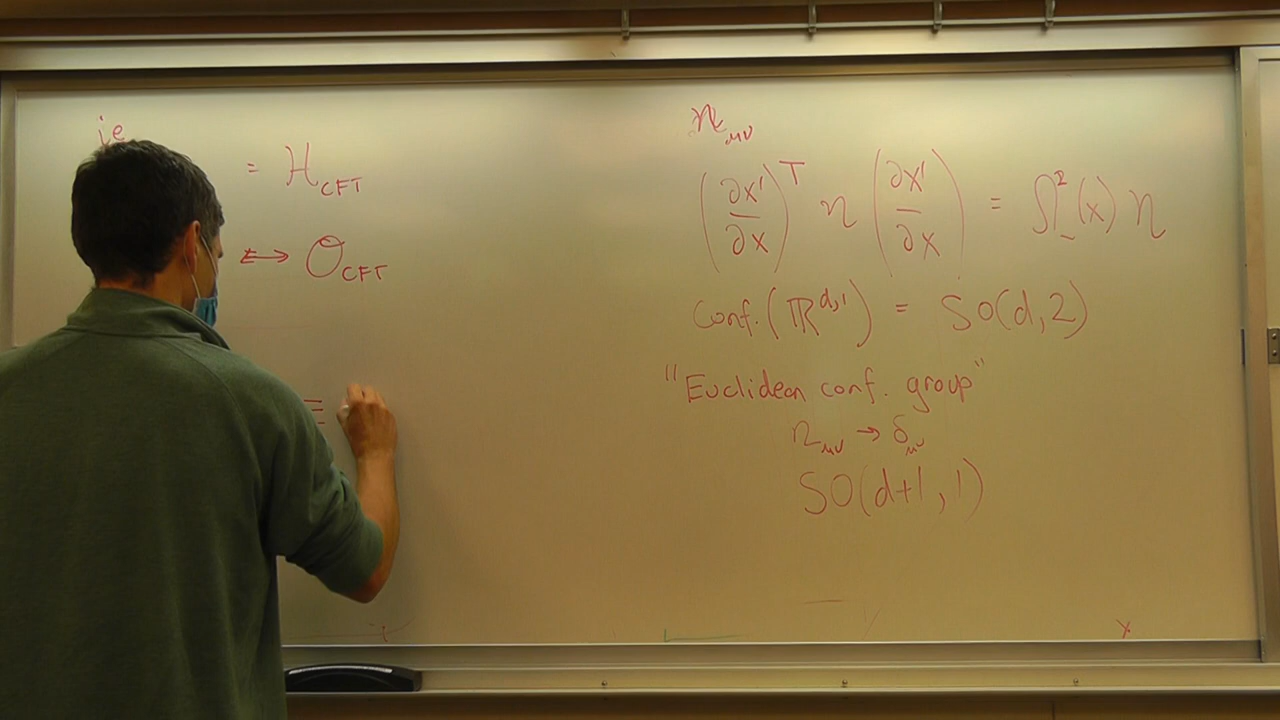 ie
= H_CFT
↔ O_CFT
≡
η_μν
(∂x'/∂x)^T η (∂x'/∂x) = Ω²(x) η
Conf.(ℝ^{d,1}) = SO(d,2)
"Euclidean conf. group"
η_μν → δ_μν
SO(d+1,1)